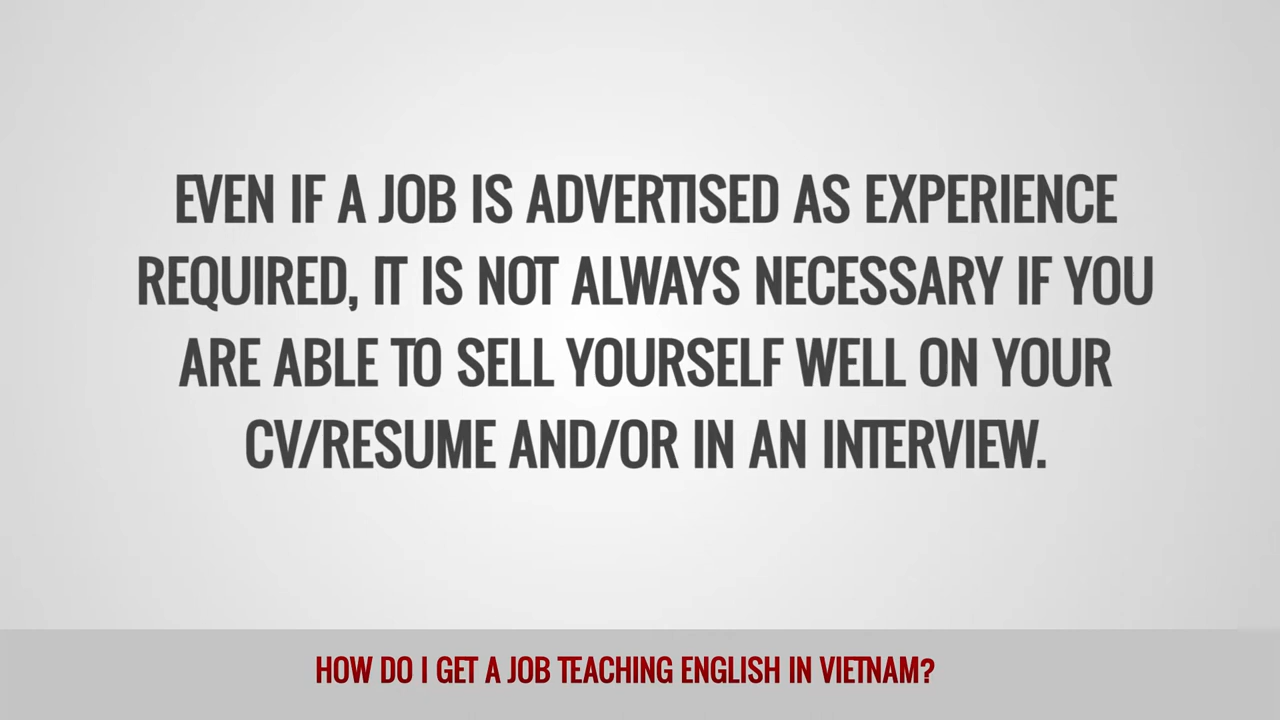 EVEN IF A JOB IS ADVERTISED AS EXPERIENCE
REQUIRED, IT IS NOT ALWAYS NECESSARY IF YOU
ARE ABLE TO SELL YOURSELF WELL ON YOUR
CV/RESUME AND/OR IN AN INTERVIEW.
HOW DO I GET A JOB TEACHING ENGLISH IN VIETNAM?